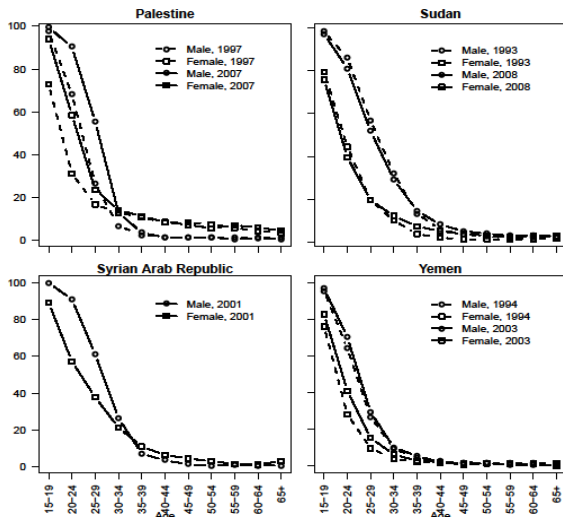 Palestine
100
80
60
40
20
0
Male, 1997
Female, 1997
Male, 2007
Female, 2007
Sudan
Male, 1993
Female, 1993
Male, 2008
Female, 2008
Syrian Arab Republic
100
80
60
40
20
0
Male, 2001
Female, 2001
Yemen
Male, 1994
Female, 1994
Male, 2003
Female, 2003
15−19
20−24
25−29
30−34
35−39
40−44
45−49
50−54
55−59
60−64
65+
Age
15−19
20−24
25−29
30−34
35−39
40−44
45−49
50−54
55−59
60−64
65+
Age